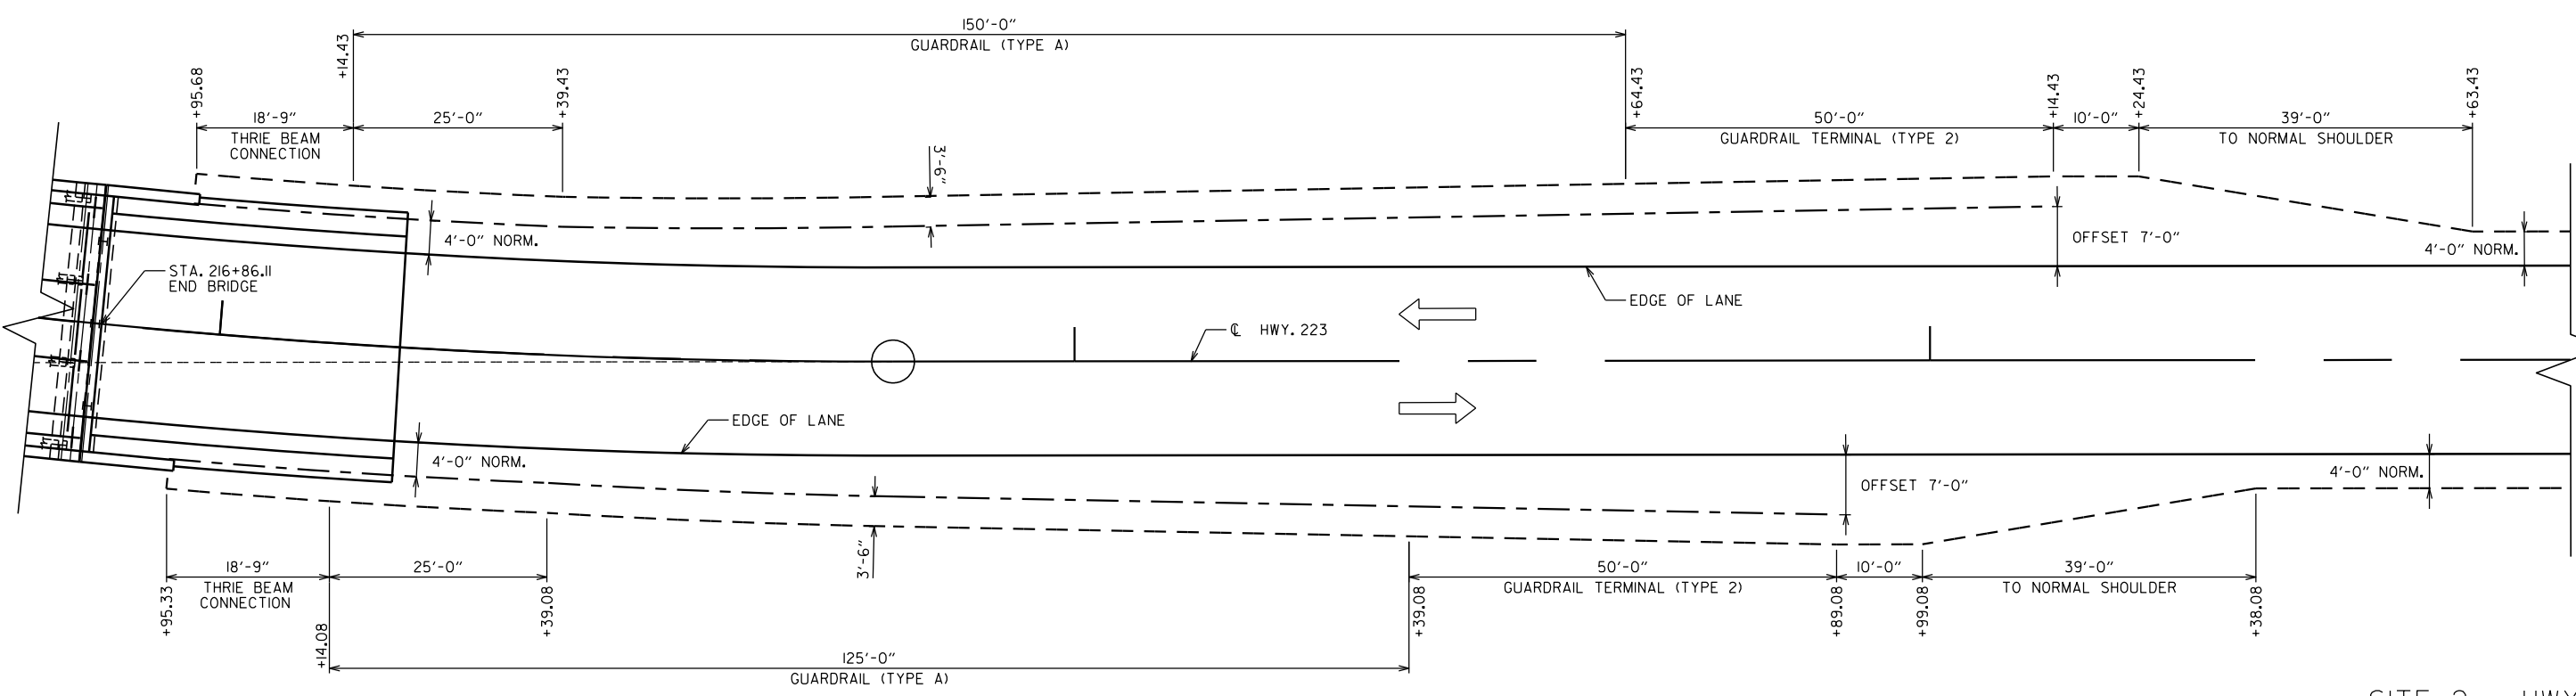 150'-0"
GUARDRAIL (TYPE A)
+95.68
+14.43
+39.43
+64.43
+14.43
+24.43
+63.43
18'-9"
THRIE BEAM
CONNECTION
25'-0"
50'-0"
GUARDRAIL TERMINAL (TYPE 2)
10'-0"
39'-0"
TO NORMAL SHOULDER
3'-6"
4'-0" NORM.
OFFSET 7'-0"
4'-0" NORM.
STA. 216+86.11
END BRIDGE
EDGE OF LANE
℄ HWY. 223
EDGE OF LANE
4'-0" NORM.
OFFSET 7'-0"
4'-0" NORM.
3'-6"
18'-9"
THRIE BEAM
CONNECTION
25'-0"
50'-0"
GUARDRAIL TERMINAL (TYPE 2)
10'-0"
39'-0"
TO NORMAL SHOULDER
+95.33
+14.08
+39.08
+39.08
+89.08
+99.08
+38.08
125'-0"
GUARDRAIL (TYPE A)